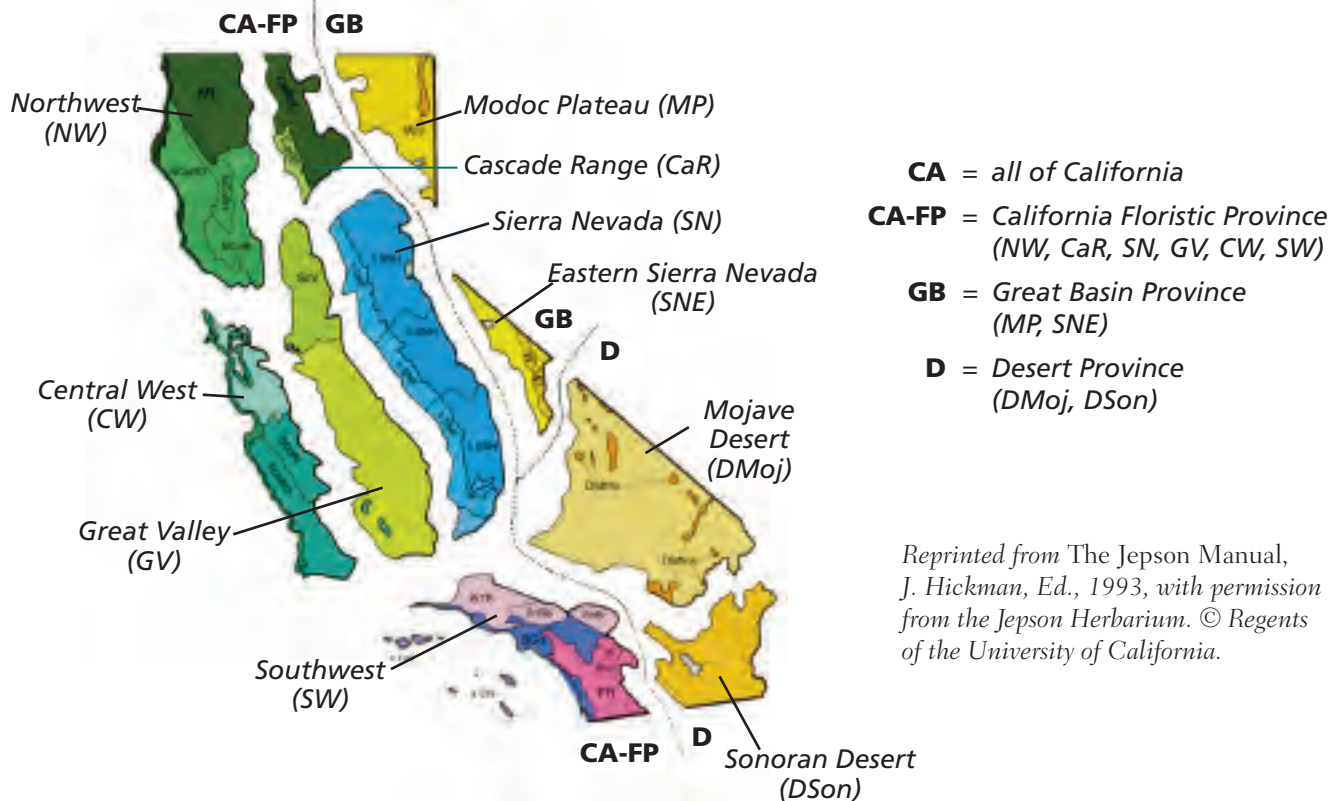 CA-FP GB
Northwest
(NW)
Modoc Plateau (MP)
Cascade Range (CaR)
Sierra Nevada (SN)
Eastern Sierra Nevada
(SNE)
GB
D
Central West
(CW)
Mojave
Desert
(DMoj)
Great Valley
(GV)
Southwest
(SW)
CA-FP
D
Sonoran Desert
(DSon)
CA = all of California
CA-FP = California Floristic Province
(NW, CaR, SN, GV, CW, SW)
GB = Great Basin Province
(MP, SNE)
D = Desert Province
(DMoj, DSon)
Reprinted from The Jepson Manual,
J. Hickman, Ed., 1993, with permission
from the Jepson Herbarium. © Regents
of the University of California.